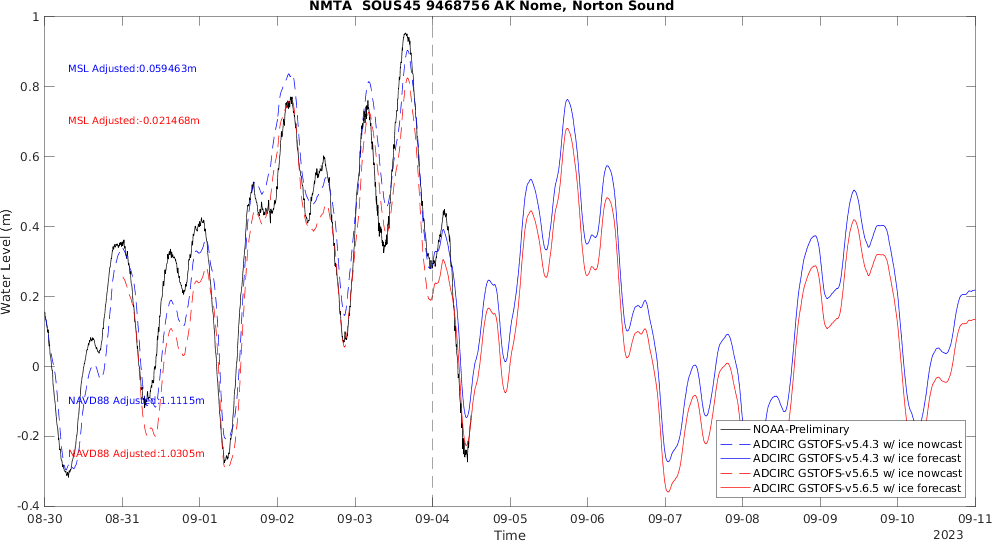 NMTA SOUS45 9468756 AK Nome, Norton Sound
1
0.8
0.6
0.4
0.2
0
-0.2
-0.4
Water Level (m)
MSL Adjusted:0.059463m
MSL Adjusted:-0.021468m
NAVD88 Adjusted:1.1115m
NAVD88 Adjusted:1.0305m
NOAA-Preliminary
ADCIRC GSTOFS-v5.4.3 w/ ice nowcast
ADCIRC GSTOFS-v5.4.3 w/ ice forecast
ADCIRC GSTOFS-v5.6.5 w/ ice nowcast
ADCIRC GSTOFS-v5.6.5 w/ ice forecast
08-30 08-31 09-01 09-02 09-03 09-04 09-05 09-06 09-07 09-08 09-09 09-10 09-11
Time
2023